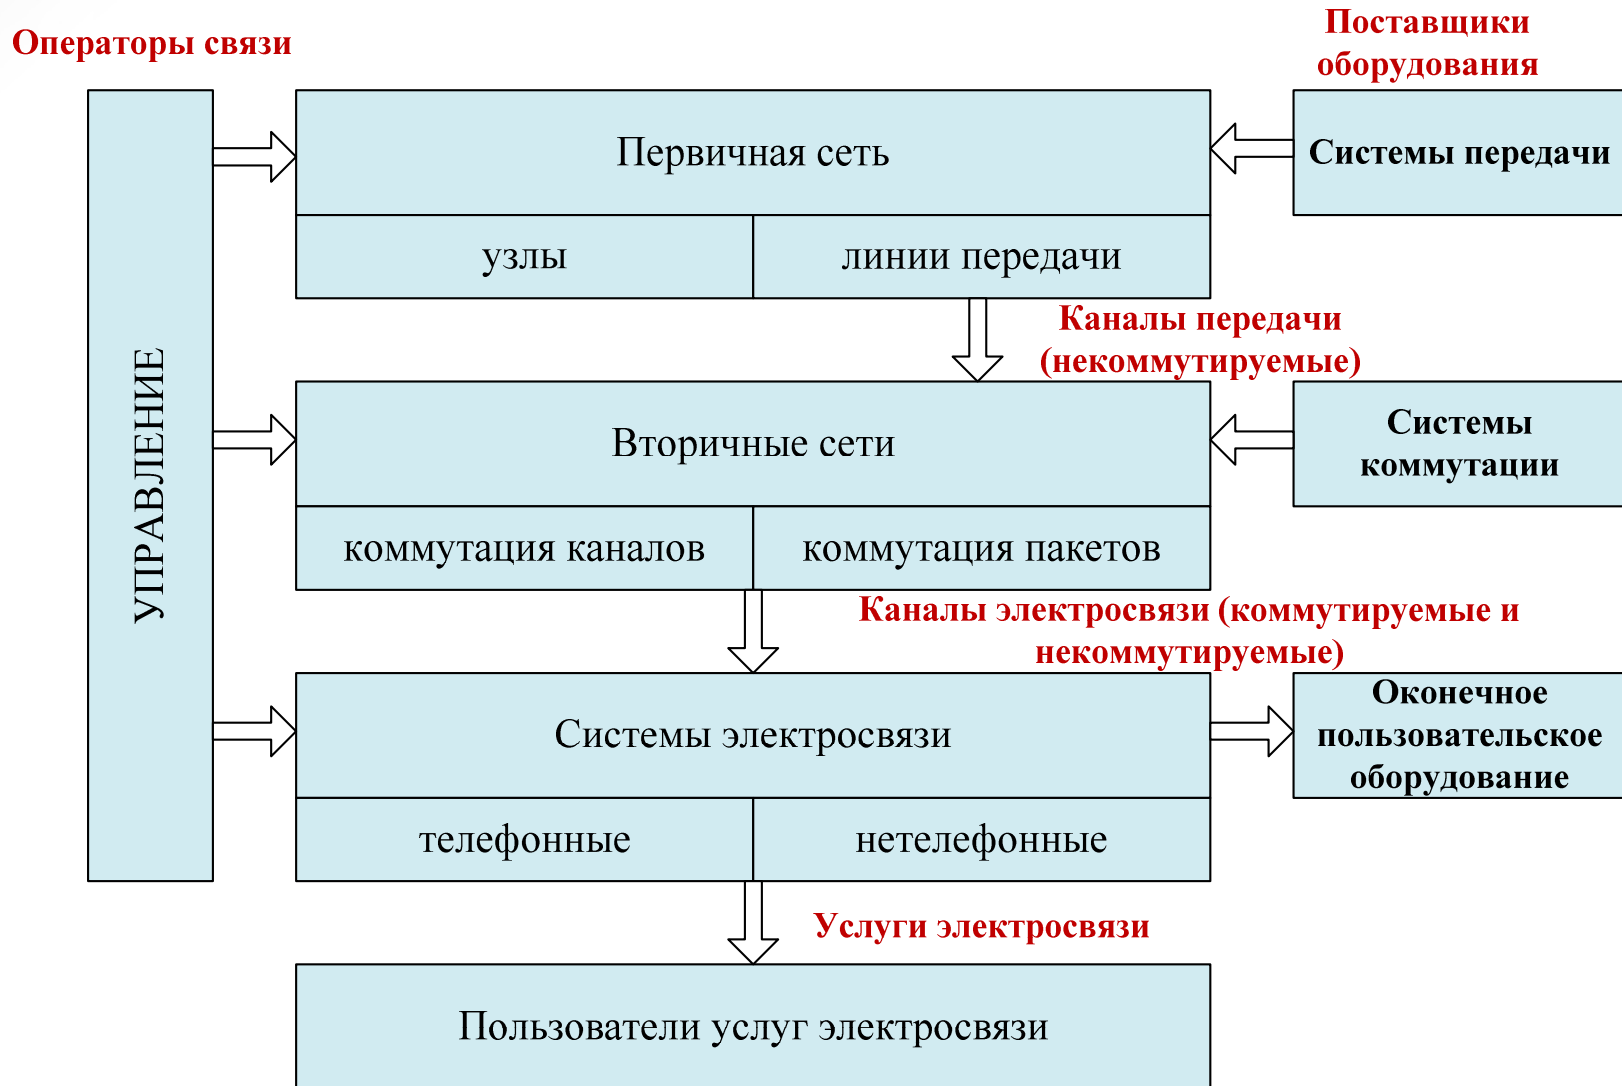 Операторы связи
Поставщики
оборудования
Первичная сеть
Системы передачи
узлы
линии передачи
Каналы передачи
(некоммутируемые)
УПРАВЛЕНИЕ
Вторичные сети
Системы
коммутации
коммутация каналов
коммутация пакетов
Каналы электросвязи (коммутируемые и
некоммутируемые)
Системы электросвязи
Оконечное
пользовательское
оборудование
телефонные
нетелефонные
Услуги электросвязи
Пользователи услуг электросвязи